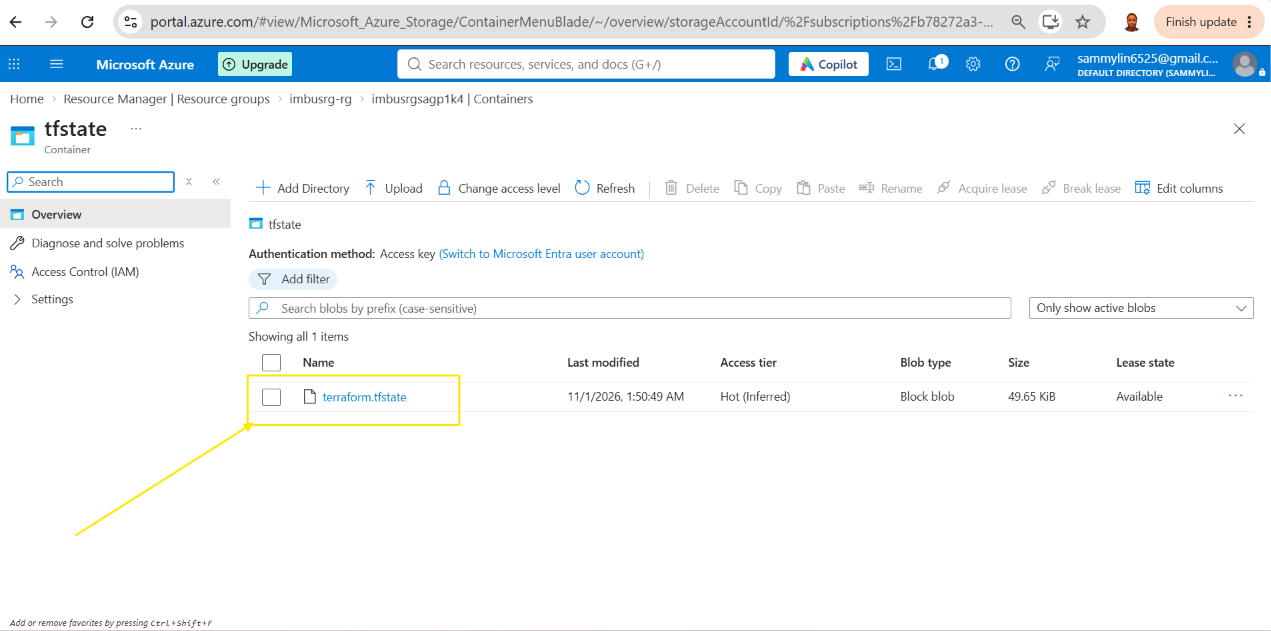 portal.azure.com/#view/Microsoft_Azure_Storage/ContainerMenuBlade/~/overview/storageAccountId/%2Fsubscriptions%2Fb78272a3-...
Finish update
Microsoft Azure
Upgrade
Search resources, services, and docs (G+/)
Copilot
1
sammylin6525@gmail.c...
DEFAULT DIRECTORY (SAMMYLI...
Home > Resource Manager | Resource groups > imbusrg-rg > imbusrgsagp1k4 | Containers
tfstate ...
Container
Search
Add Directory Upload Change access level Refresh Delete Copy Paste Rename Acquire lease Break lease Edit columns
Overview
Diagnose and solve problems
Access Control (IAM)
Settings
tfstate
Authentication method: Access key (Switch to Microsoft Entra user account)
Add filter
Search blobs by prefix (case-sensitive)
Only show active blobs
Showing all 1 items
Name Last modified Access tier Blob type Size Lease state
terraform.tfstate 11/1/2026, 1:50:49 AM Hot (Inferred) Block blob 49.65 KiB Available ...
Add or remove favorites by pressing Ctrl+Shift+F